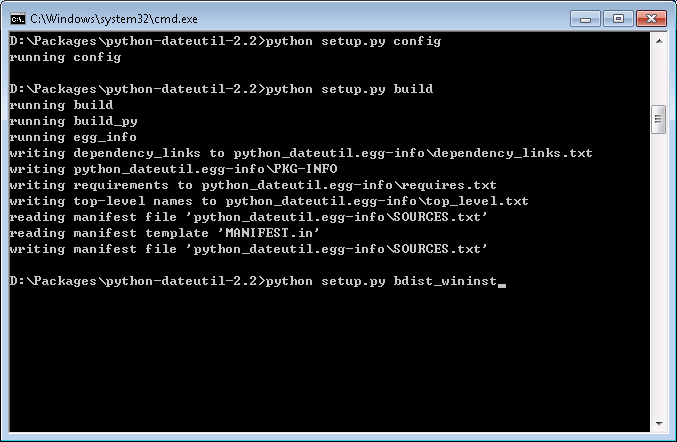 C:\Windows\system32\cmd.exe
D:\Packages\python-dateutil-2.2>python setup.py config
running config
D:\Packages\python-dateutil-2.2>python setup.py build
running build
running build_py
running egg_info
writing dependency_links to python_dateutil.egg-info\dependency_links.txt
writing python_dateutil.egg-info\PKG-INFO
writing requirements to python_dateutil.egg-info\requires.txt
writing top-level names to python_dateutil.egg-info\top_level.txt
reading manifest file 'python_dateutil.egg-info\SOURCES.txt'
reading manifest template 'MANIFEST.in'
writing manifest file 'python_dateutil.egg-info\SOURCES.txt'
D:\Packages\python-dateutil-2.2>python setup.py bdist_wininst